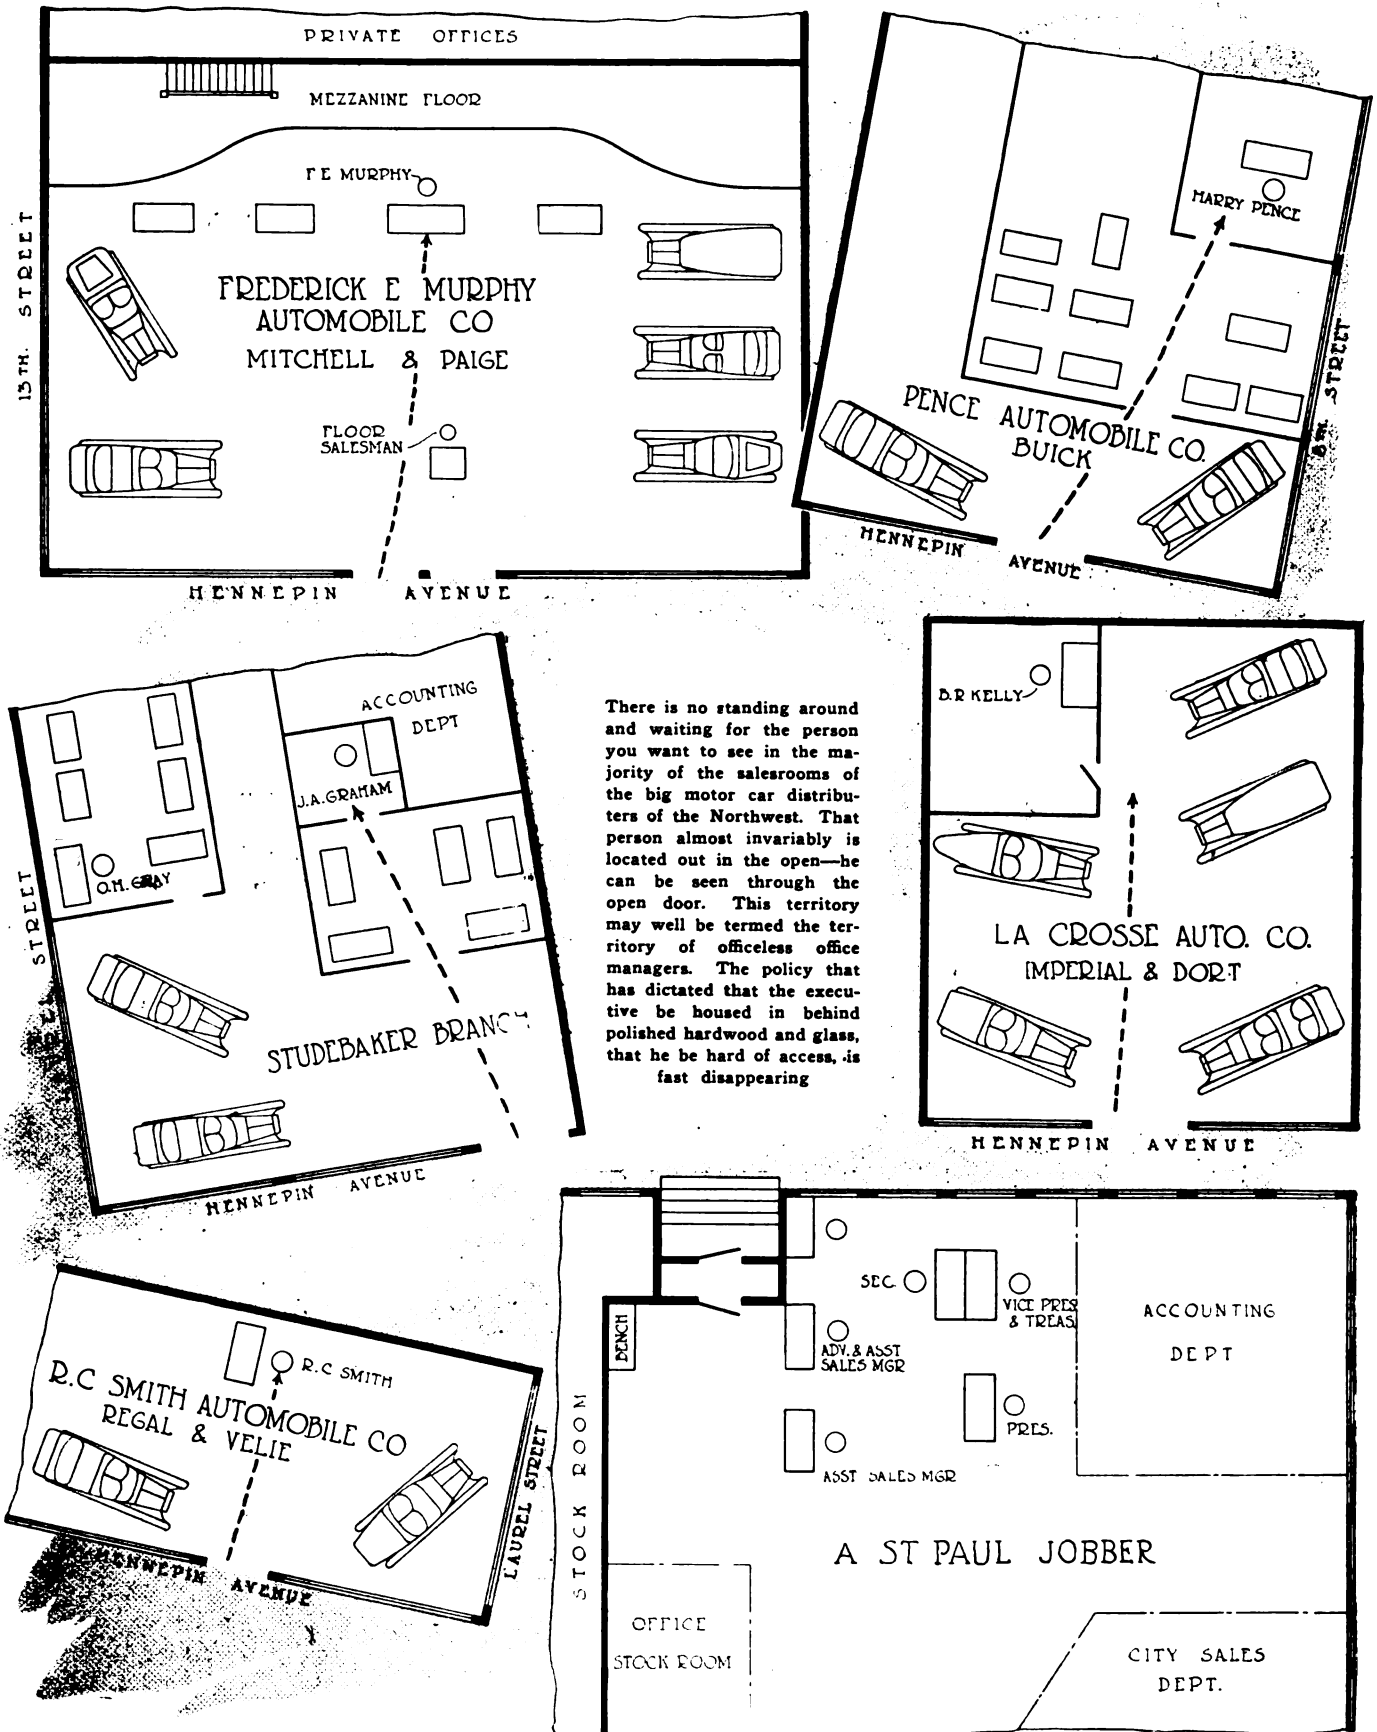 PRIVATE OFFICES
MEZZANINE FLOOR
F E MURPHY
13TH. STREET
FREDERICK E MURPHY
AUTOMOBILE CO
MITCHELL & PAIGE
FLOOR
SALESMAN
HENNEPIN AVENUE
HARRY PENCE
PENCE AUTOMOBILE CO.
BUICK
8TH. STREET
HENNEPIN AVENUE
ACCOUNTING
DEPT
J.A. GRAHAM
O.M. GRAY
STREET
STUDEBAKER BRANCH
HENNEPIN AVENUE
There is no standing around
and waiting for the person
you want to see in the ma-
jority of the salesrooms of
the big motor car distribu-
ters of the Northwest. That
person almost invariably is
located out in the open—he
can be seen through the
open door. This territory
may well be termed the ter-
ritory of officeless office
managers. The policy that
has dictated that the execu-
tive be housed in behind
polished hardwood and glass,
that he be hard of access, is
fast disappearing
B.R KELLY
LA CROSSE AUTO. CO.
IMPERIAL & DORT
HENNEPIN AVENUE
R.C SMITH
R.C SMITH AUTOMOBILE CO
REGAL & VELIE
LAUREL STREET
HENNEPIN AVENUE
SEC.
VICE PRES
& TREAS.
ACCOUNTING
DEPT
BENCH
ADV. & ASST
SALES MGR
PRES.
ASST SALES MGR
STOCK ROOM
A ST PAUL JOBBER
OFFICE
STOCK ROOM
CITY SALES
DEPT.